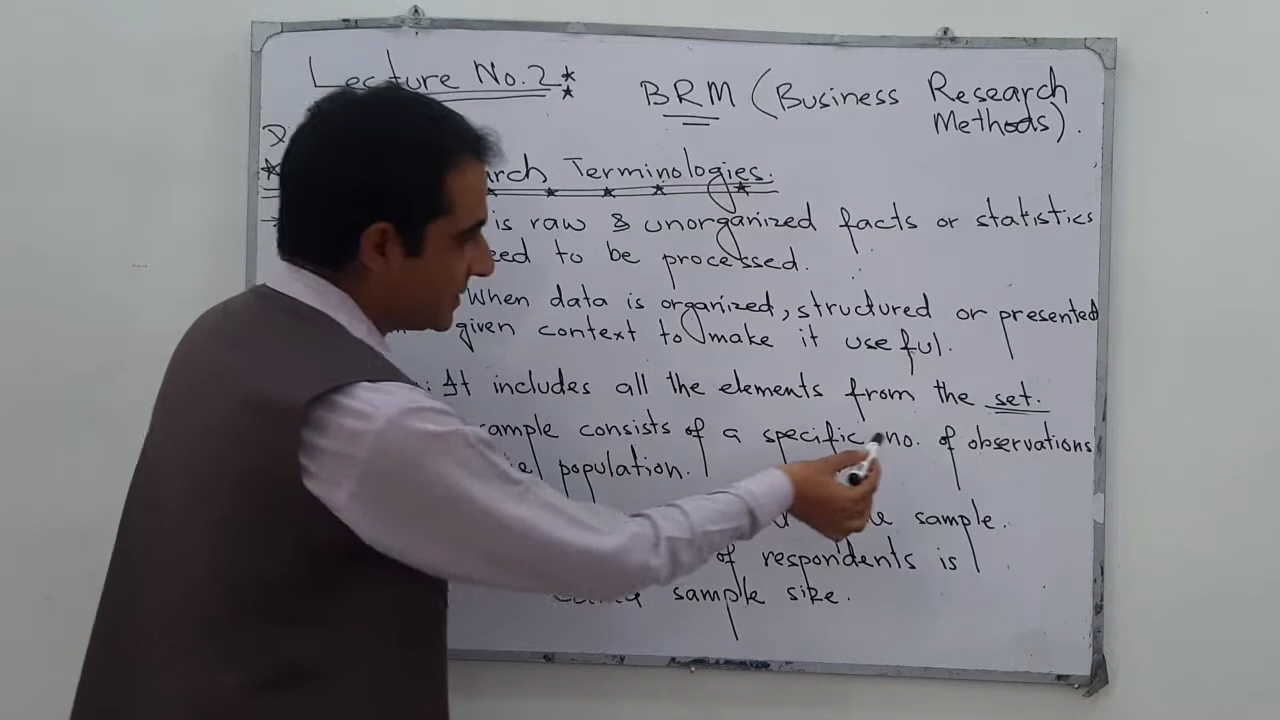 Lecture No.2
BRM (Business Research
Methods).
Terminologies.
is raw & unorganized facts or statistics
to be processed.
When data is organized, structured or presented
given context to make it useful.
: It includes all the elements from the set.
sample consists of a specific no. of observations
population.
sample.
of respondents is
sample size.